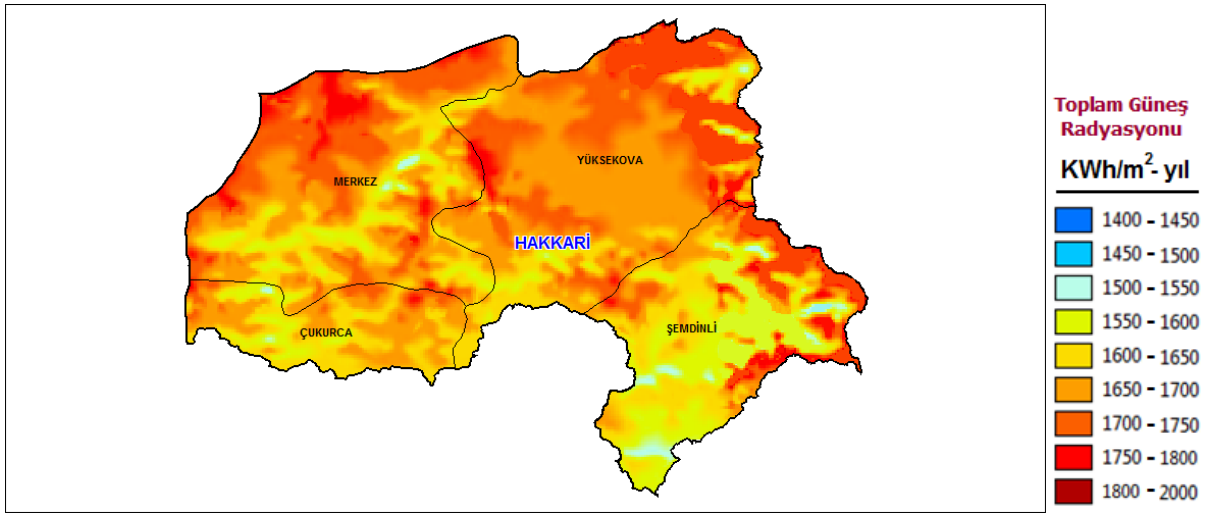 YÜKSEKOVA
MERKEZ
HAKKARİ
ÇUKURCA
ŞEMDİNLİ
Toplam Güneş
Radyasyonu
KWh/m²- yıl
1400 - 1450
1450 - 1500
1500 - 1550
1550 - 1600
1600 - 1650
1650 - 1700
1700 - 1750
1750 - 1800
1800 - 2000